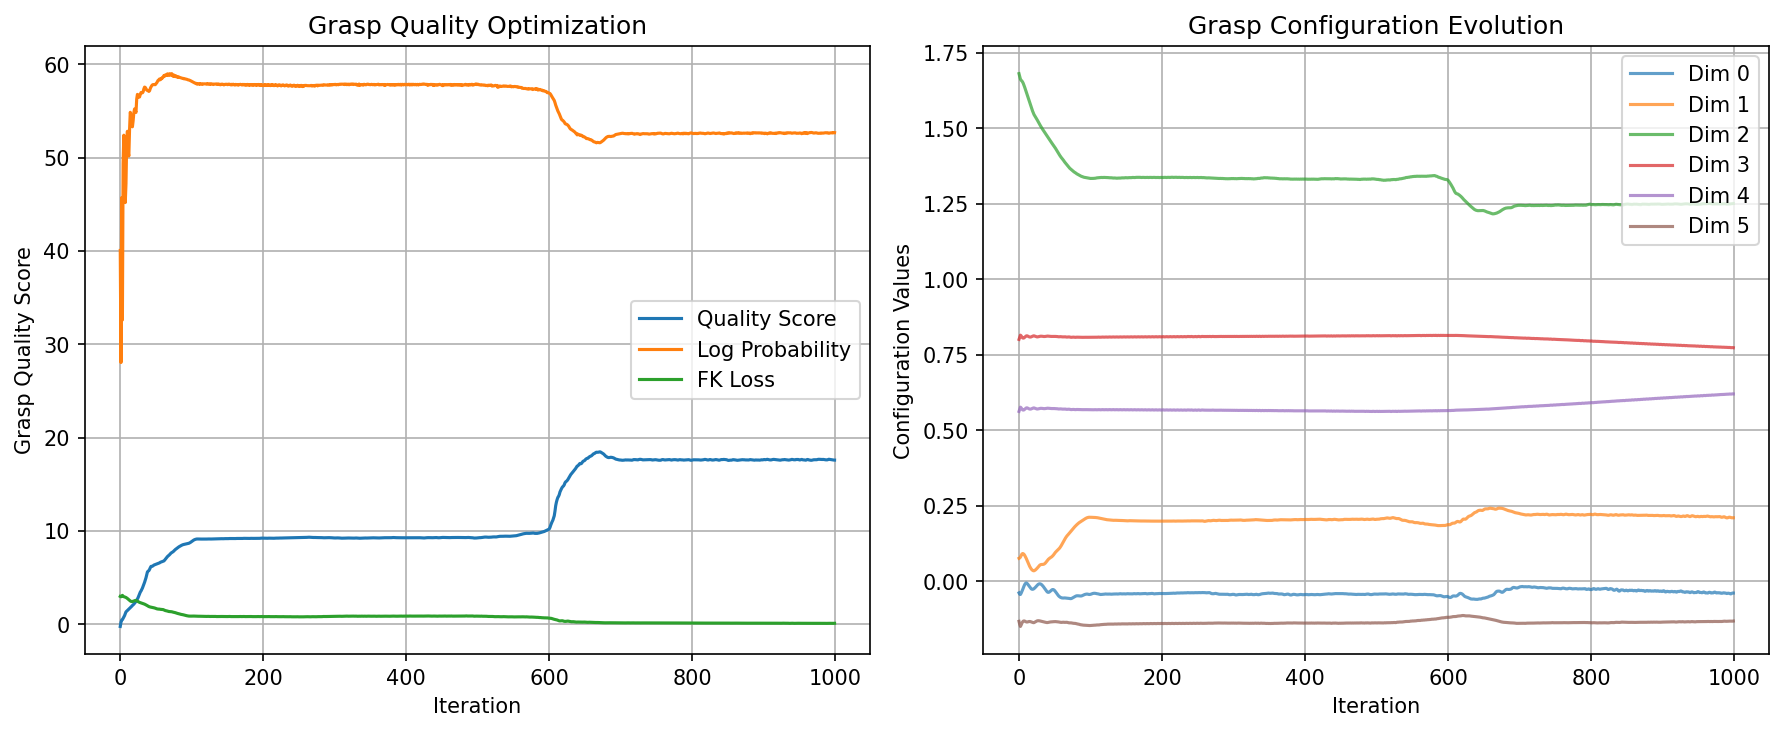 Grasp Quality Optimization
Grasp Quality Score
60
50
40
30
20
10
0
Quality Score
Log Probability
FK Loss
0 200 400 600 800 1000
Iteration
Grasp Configuration Evolution
Configuration Values
1.75
1.50
1.25
1.00
0.75
0.50
0.25
0.00
Dim 0
Dim 1
Dim 2
Dim 3
Dim 4
Dim 5
0 200 400 600 800 1000
Iteration